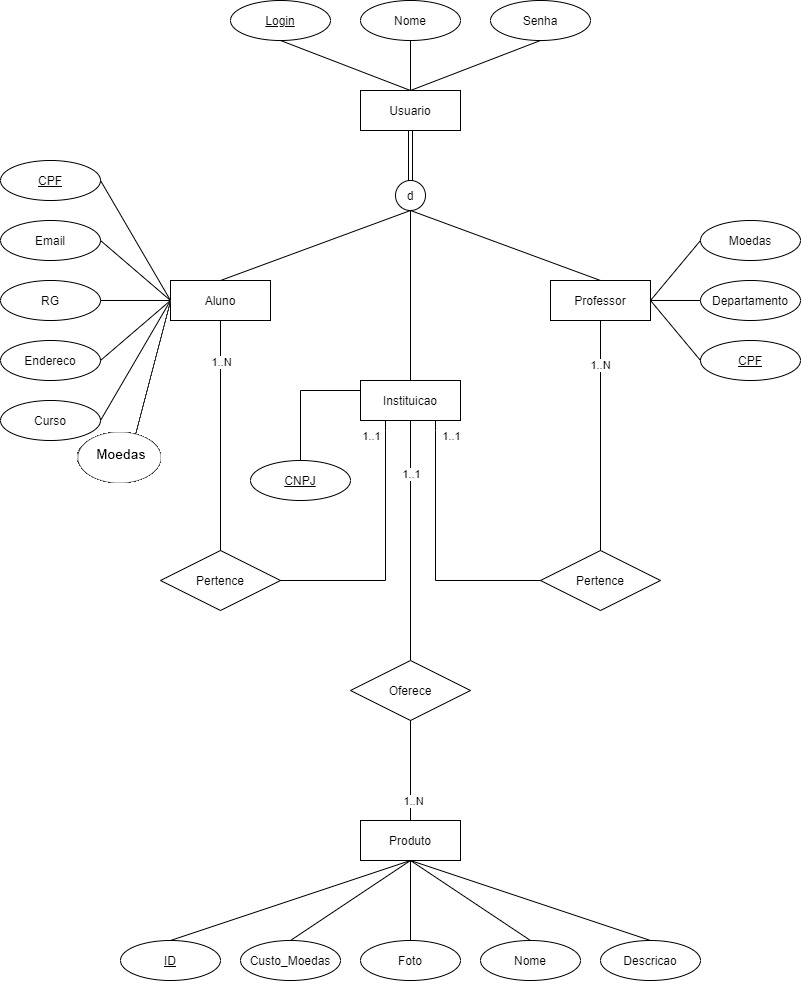 Login
Nome
Senha
Usuario
d
CPF
Email
RG
Endereco
Curso
Moedas
Aluno
Professor
Moedas
Departamento
CPF
1..N
1..N
Instituicao
1..1
1..1
1..1
CNPJ
Pertence
Pertence
Oferece
1..N
Produto
ID
Custo_Moedas
Foto
Nome
Descricao